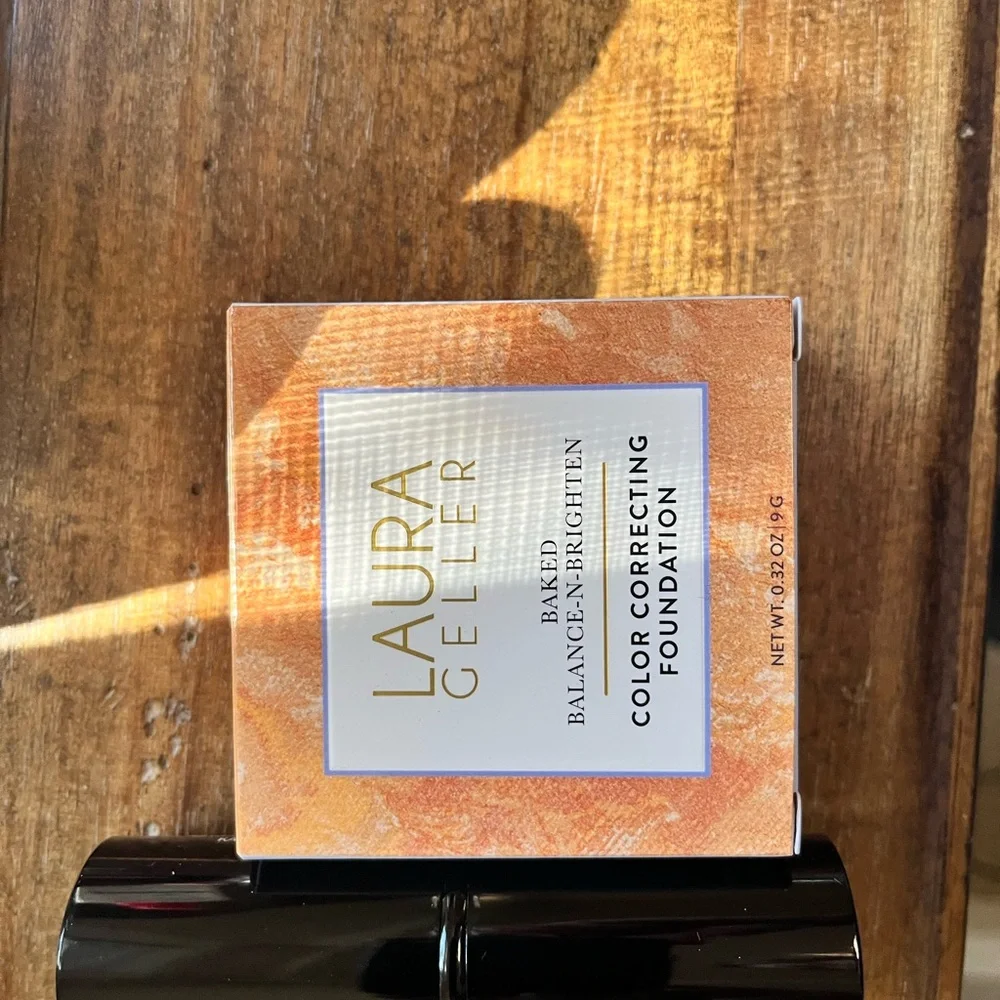 LAURA
GELLER
BAKED
BALANCE-N-BRIGHTEN
COLOR CORRECTING
FOUNDATION
NET WT. 0.32 OZ | 9 G